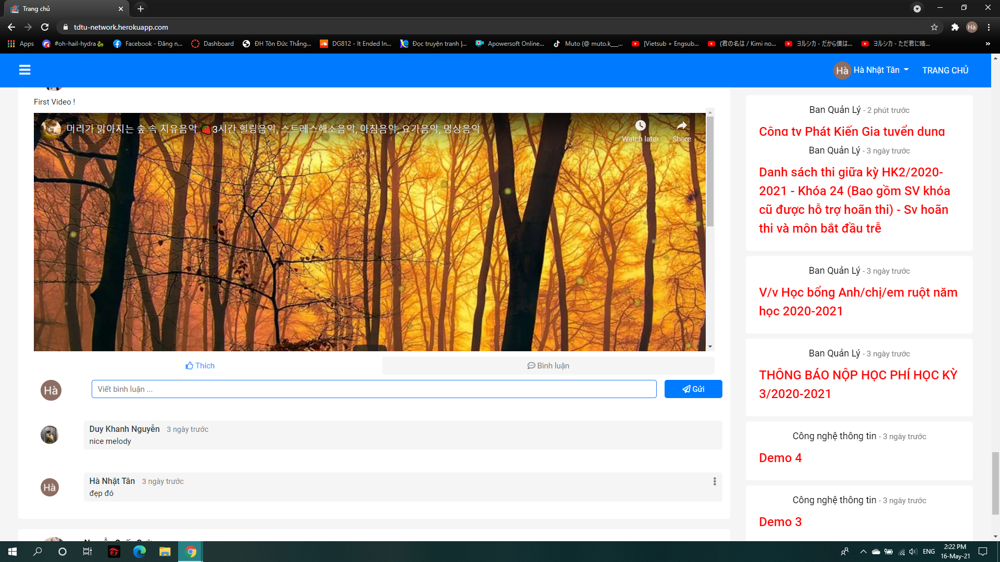 Trang chủ
tdtu-network.herokuapp.com
Hà
Apps
#oh-hail-hydra🐍
Facebook - Đăng n...
Dashboard
ĐH Tôn Đức Thắng...
DG812 - It Ended In...
Đọc truyện tranh |...
Apowersoft Online...
Muto (@ muto.k___...
[Vietsub + Engsub...
(君の名は / Kimi no...
ヨルシカ - だから僕は...
ヨルシカ - ただ君に晴...
»
Hà Hà Nhật Tân
TRANG CHỦ
First Video !
머리가 맑아지는 숲 속 치유음악 🍓3시간 힐링음악, 스트레스해소음악, 아침음악, 요가음악, 명상음악
Watch later
Share
Thích
Bình luận
Hà
Viết bình luận ...
Gửi
Duy Khanh Nguyễn 3 ngày trước
nice melody
Hà
Hà Nhật Tân 3 ngày trước
đẹp đó
Ban Quản Lý - 2 phút trước
Công ty Phát Kiến Gia tuyển dụng
Ban Quản Lý - 3 ngày trước
Danh sách thi giữa kỳ HK2/2020-
2021 - Khóa 24 (Bao gồm SV khóa
cũ được hỗ trợ hoãn thi) - Sv hoãn
thi và môn bắt đầu trễ
Ban Quản Lý - 3 ngày trước
V/v Học bổng Anh/chị/em ruột năm
học 2020-2021
Ban Quản Lý - 3 ngày trước
THÔNG BÁO NỘP HỌC PHÍ HỌC KỲ
3/2020-2021
Công nghệ thông tin - 3 ngày trước
Demo 4
Công nghệ thông tin - 3 ngày trước
Demo 3
ENG
2:22 PM
16-May-21